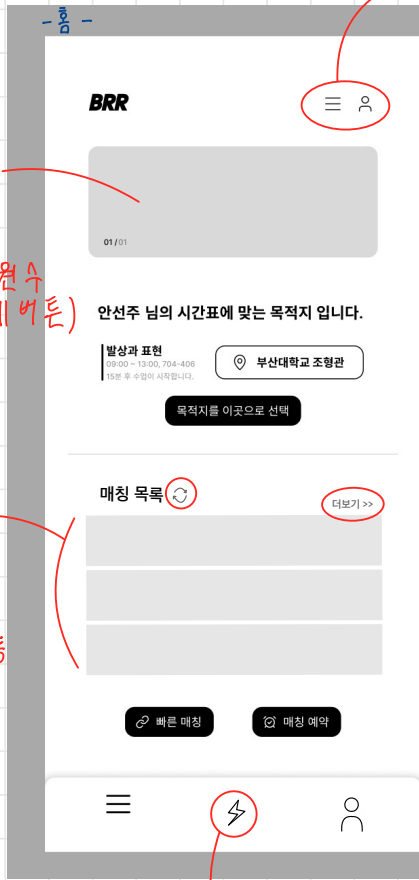 - 홈 -
BRR
01 / 01
원수
버튼)
안선주 님의 시간표에 맞는 목적지 입니다.
발상과 표현
09:00 ~ 13:00, 704-406
15분 후 수업이 시작합니다.
부산대학교 조형관
목적지를 이곳으로 선택
매칭 목록
더보기 >>
빠른 매칭
매칭 예약